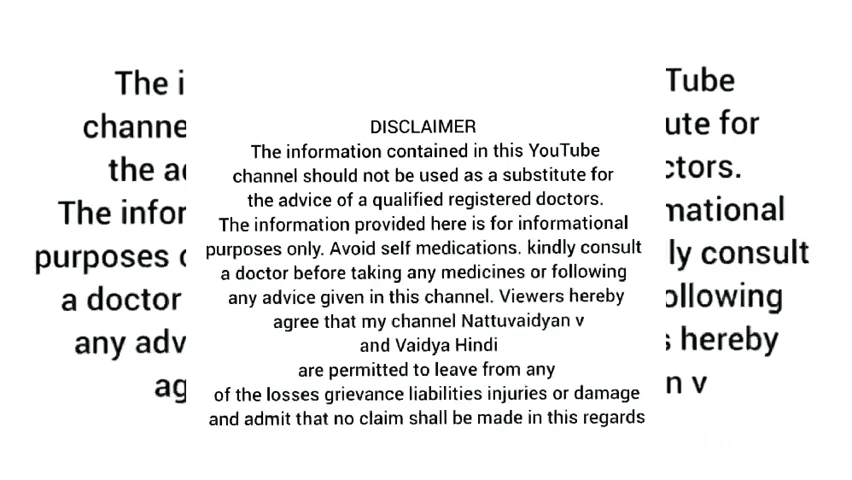 DISCLAIMER
The information contained in this YouTube
channel should not be used as a substitute for
the advice of a qualified registered doctors.
The information provided here is for informational
purposes only. Avoid self medications. kindly consult
a doctor before taking any medicines or following
any advice given in this channel. Viewers hereby
agree that my channel Nattuvaidyan v
and Vaidya Hindi
are permitted to leave from any
of the losses grievance liabilities injuries or damage
and admit that no claim shall be made in this regards